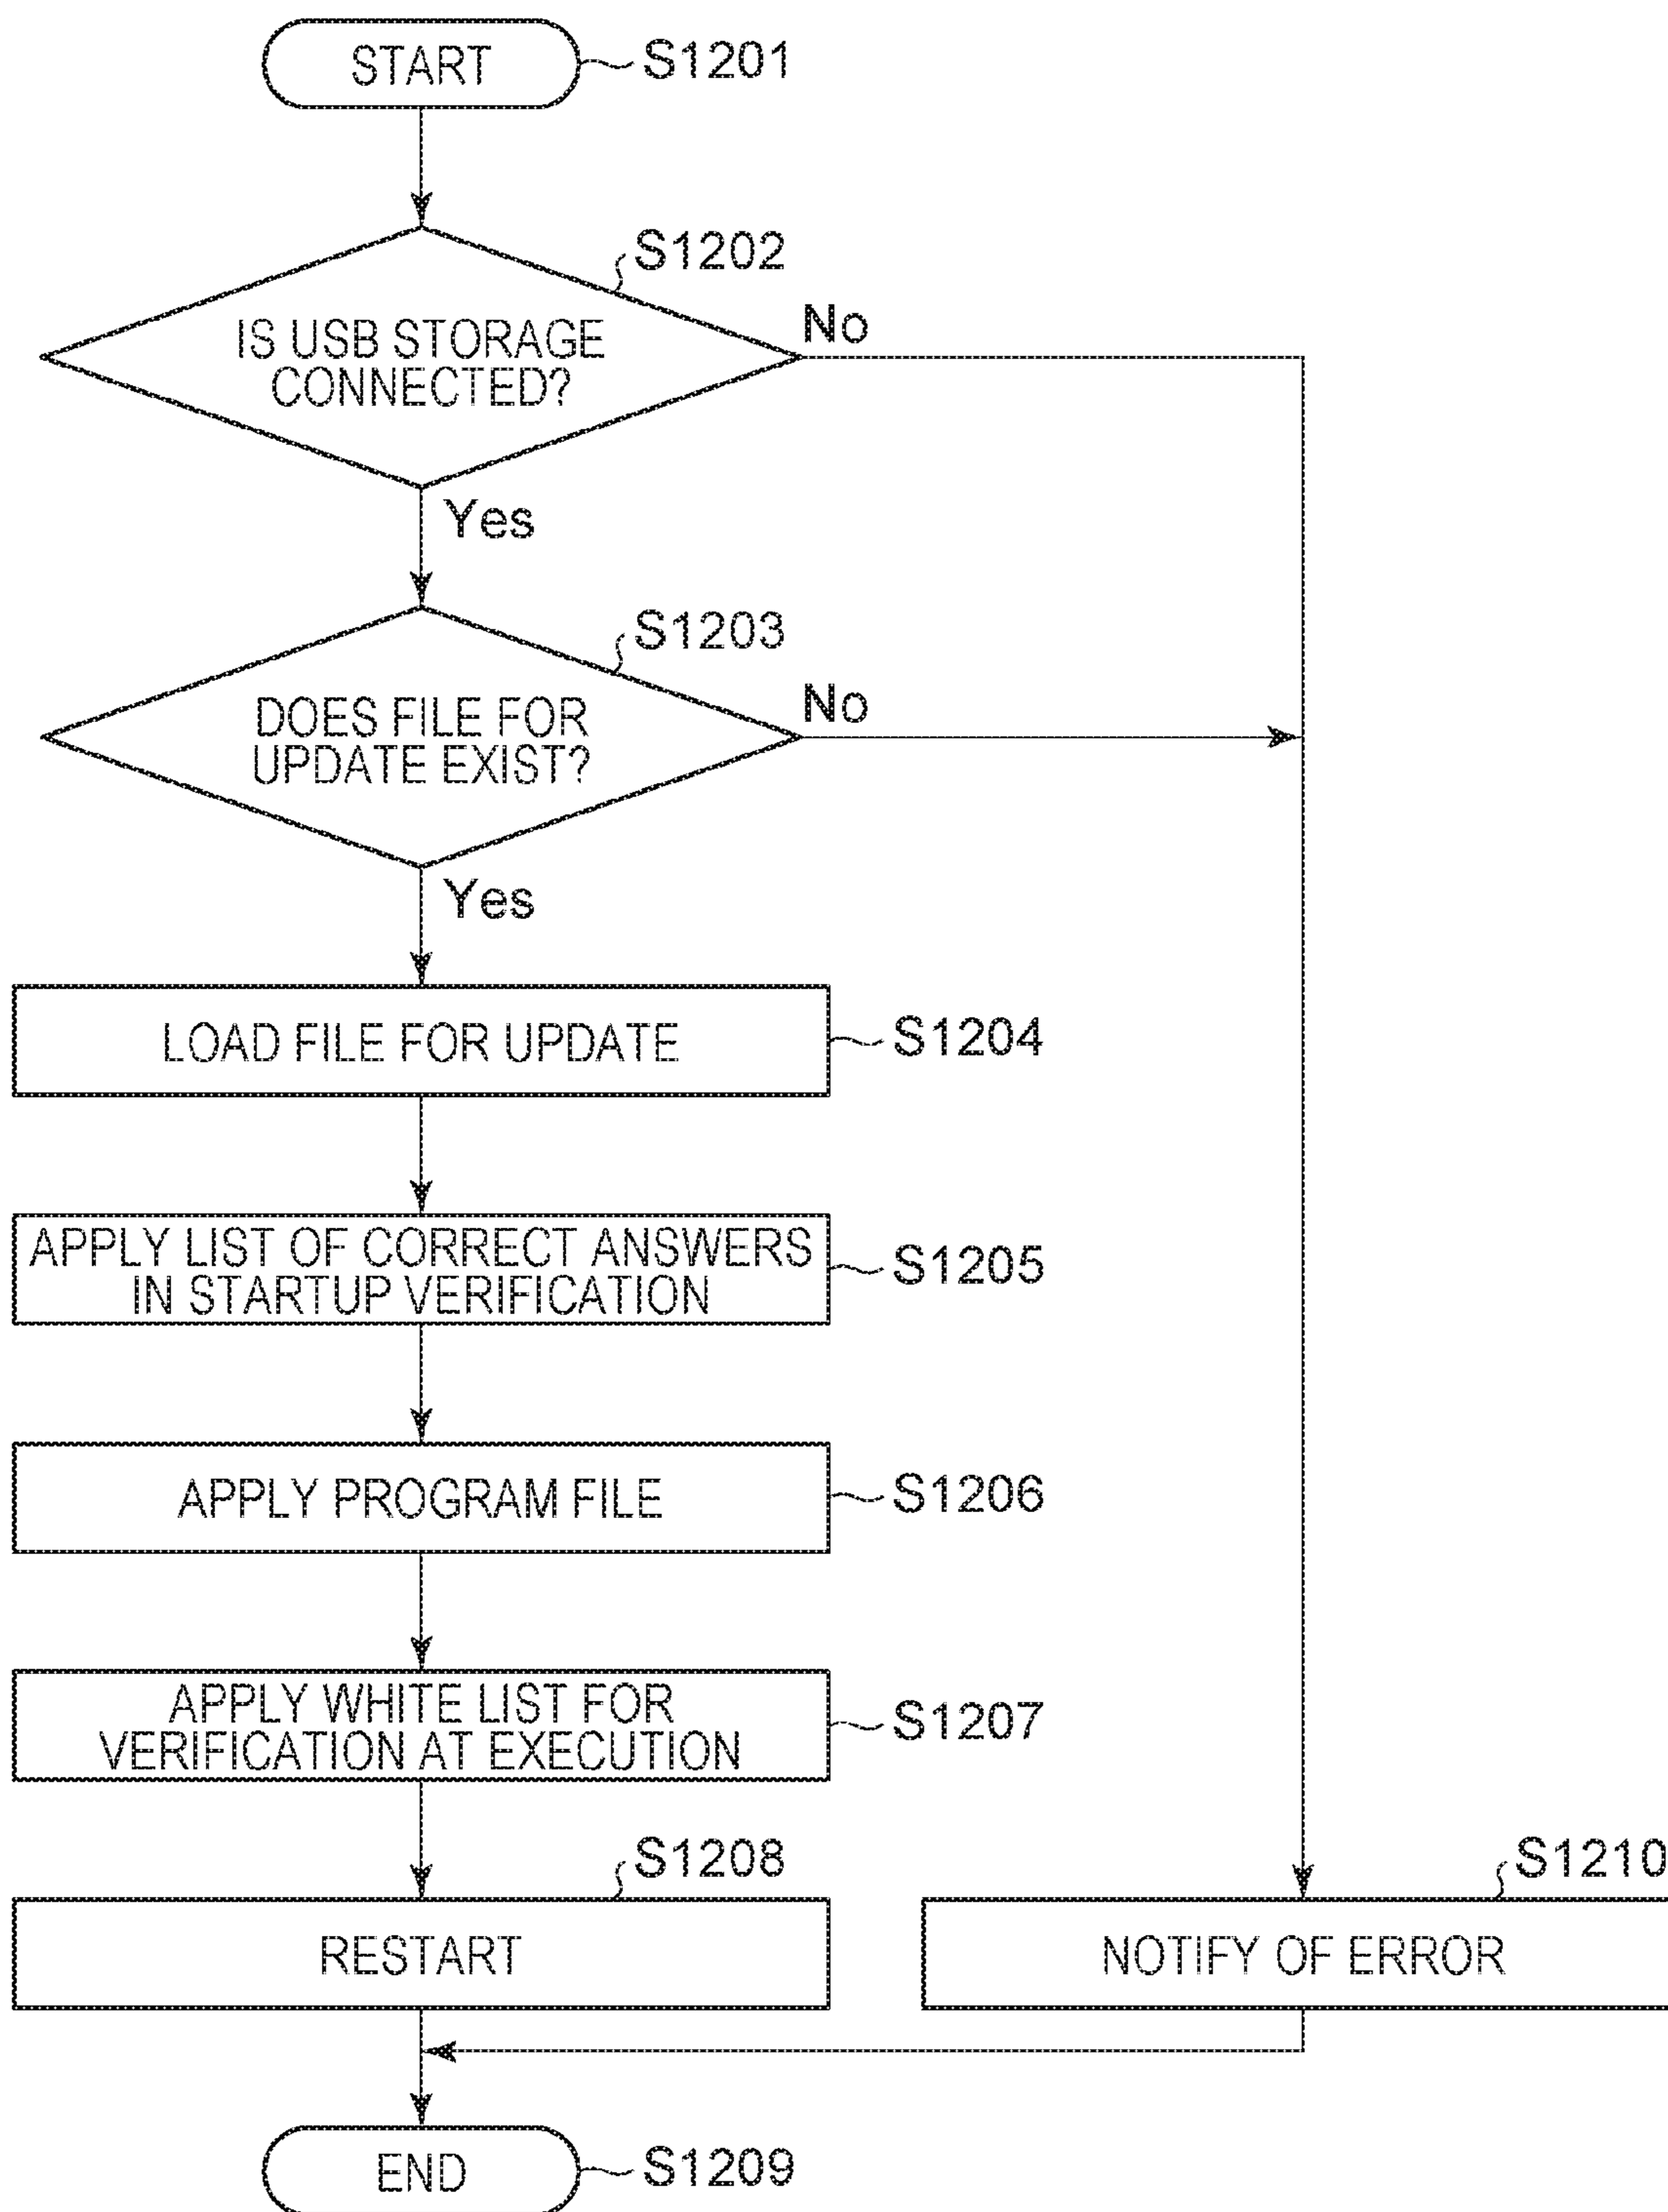 START
S1201
S1202
IS USB STORAGE
CONNECTED?
No
Yes
S1203
DOES FILE FOR
UPDATE EXIST?
No
Yes
LOAD FILE FOR UPDATE
S1204
APPLY LIST OF CORRECT ANSWERS
IN STARTUP VERIFICATION
S1205
APPLY PROGRAM FILE
S1206
APPLY WHITE LIST FOR
VERIFICATION AT EXECUTION
S1207
S1208
RESTART
S1210
NOTIFY OF ERROR
END
S1209